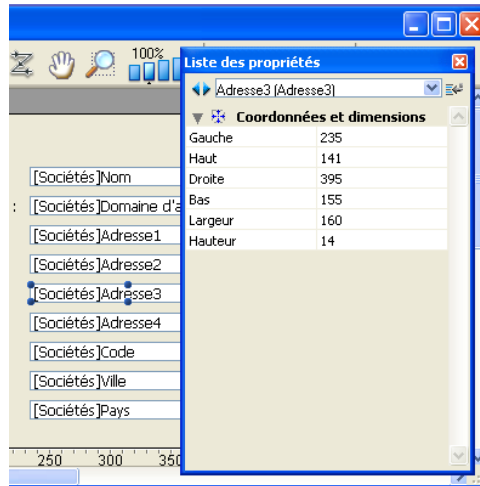 100%
Liste des propriétés
Adresse3 (Adresse3)
Coordonnées et dimensions
Gauche 235
Haut 141
Droite 395
Bas 155
Largeur 160
Hauteur 14
[Sociétés]Nom
: [Sociétés]Domaine d'a
[Sociétés]Adresse1
[Sociétés]Adresse2
[Sociétés]Adresse3
[Sociétés]Adresse4
[Sociétés]Code
[Sociétés]Ville
[Sociétés]Pays
250 300 350